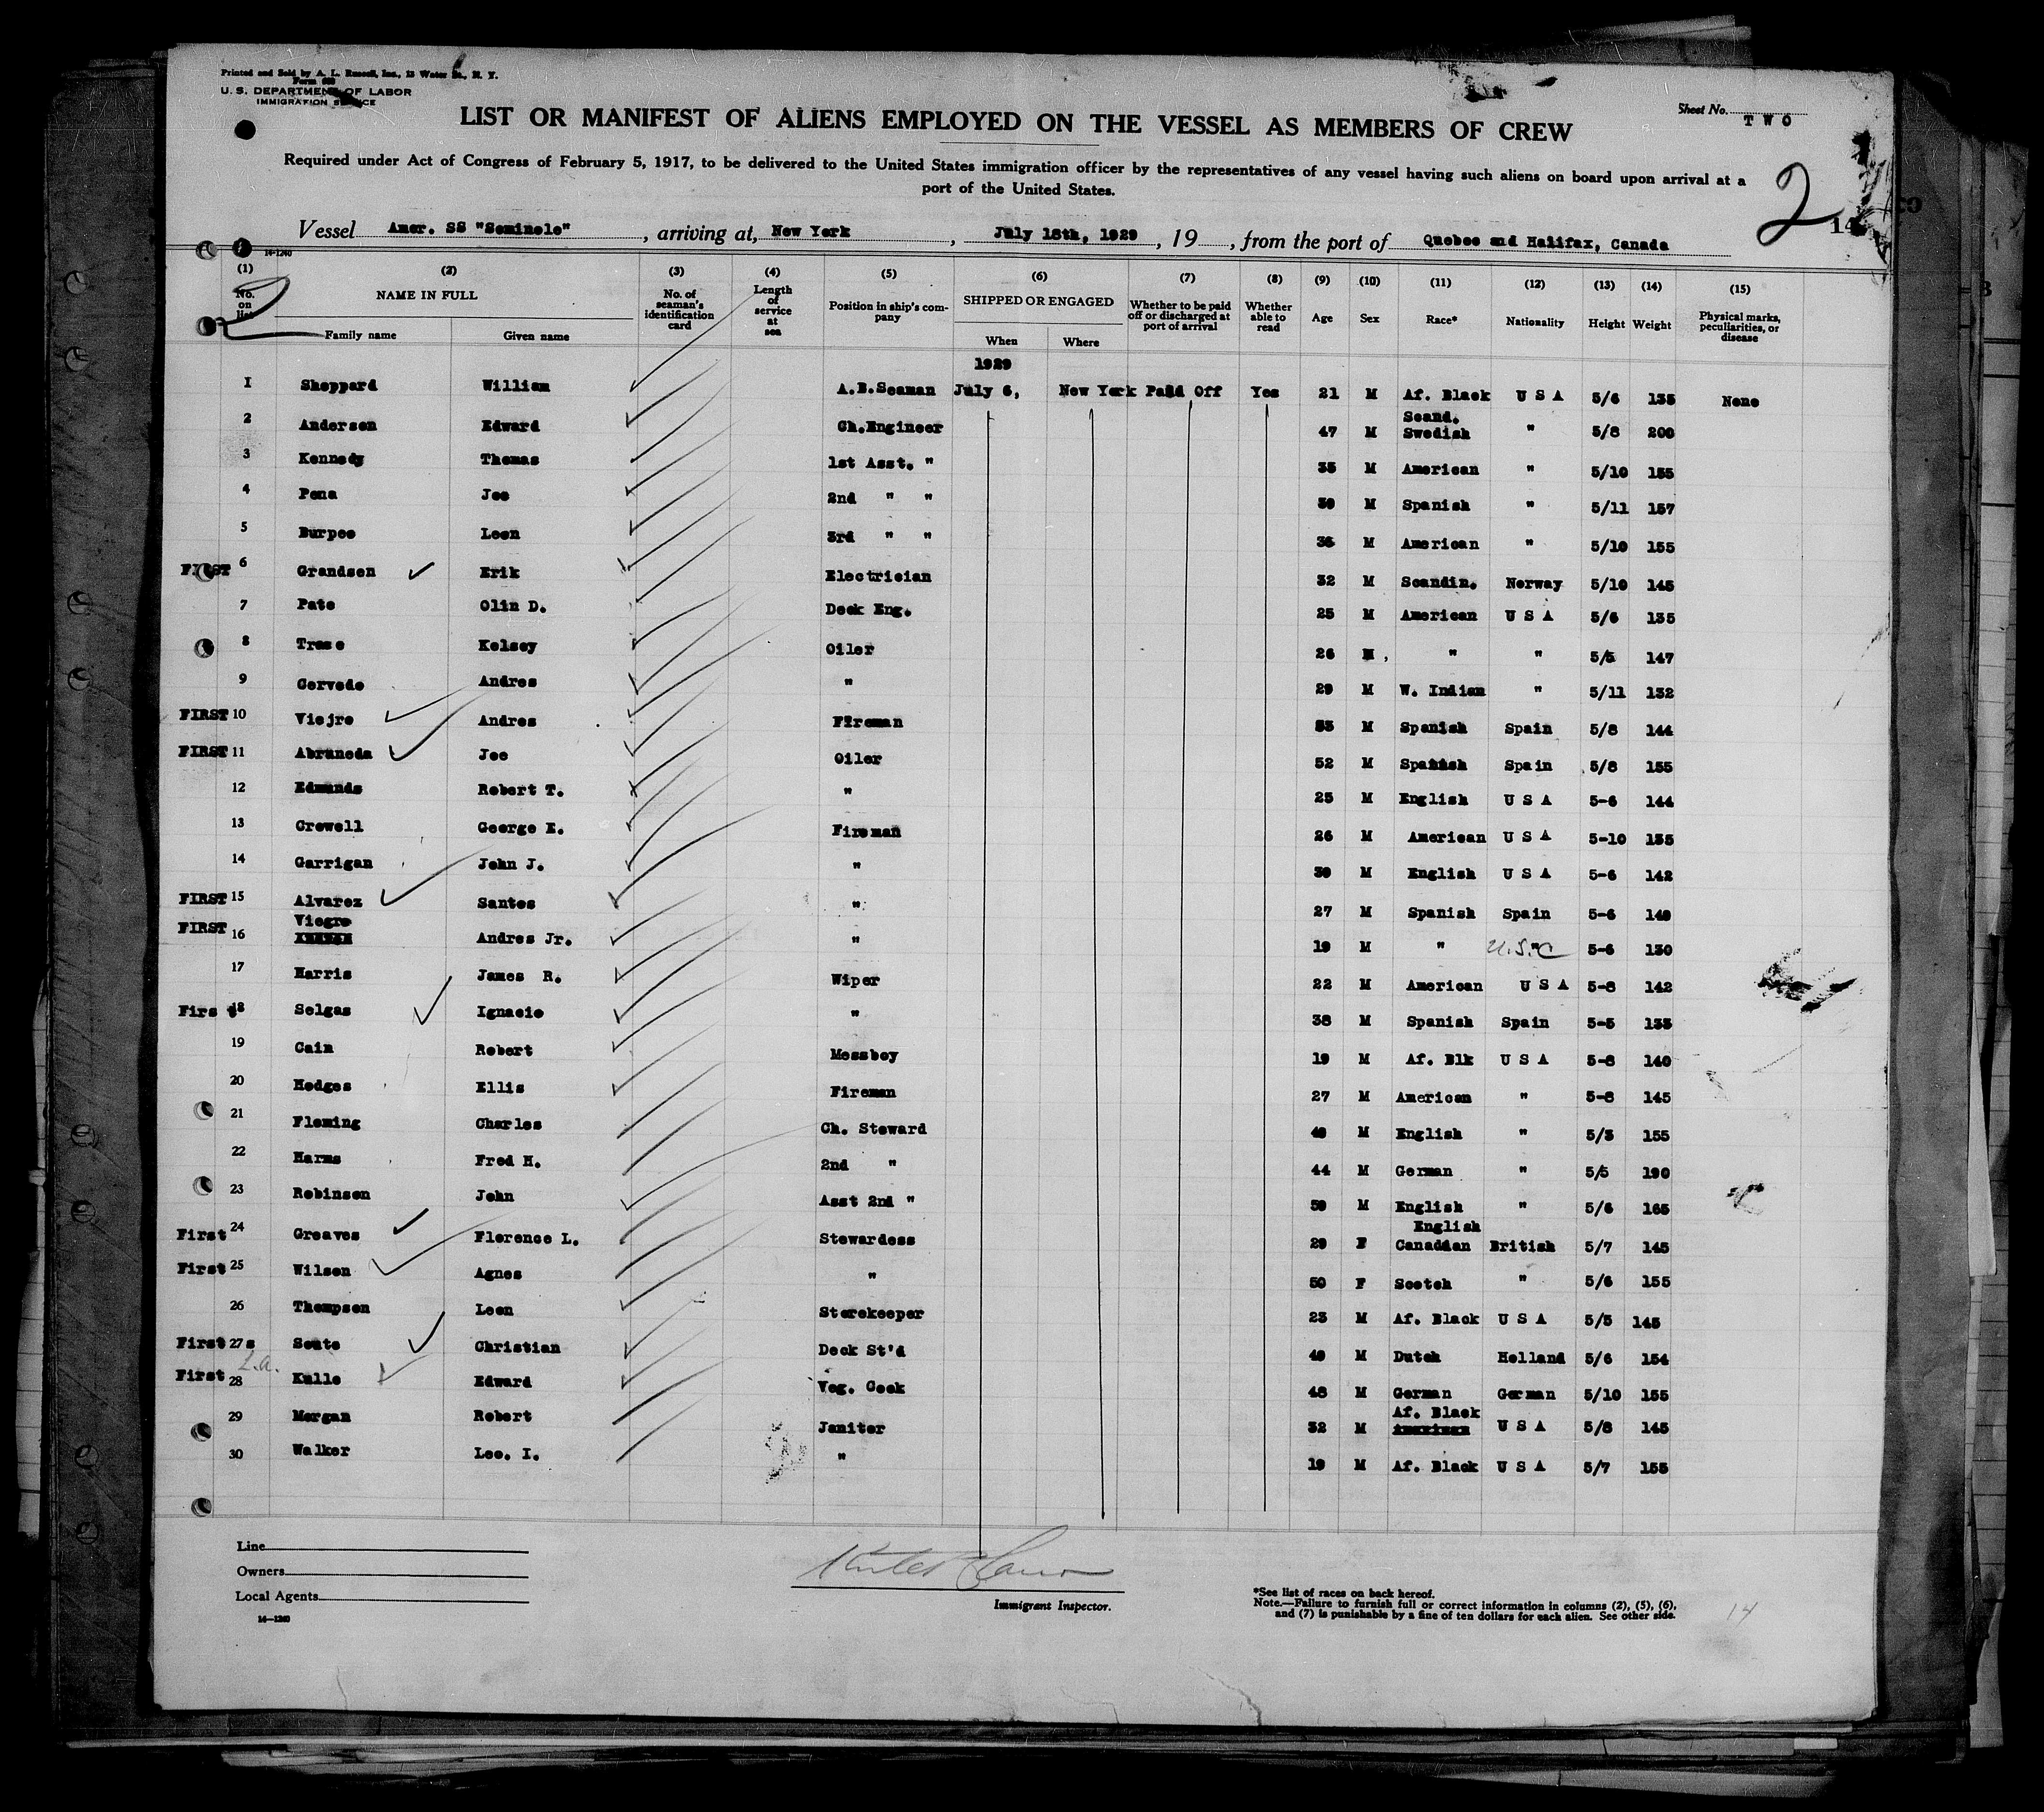 Printed and Sold by A. L. Russell, Inc., 13 Water St., N. Y.
Form 689
U. S. DEPARTMENT OF LABOR
IMMIGRATION SERVICE
Sheet No. TWO
LIST OR MANIFEST OF ALIENS EMPLOYED ON THE VESSEL AS MEMBERS OF CREW
Required under Act of Congress of February 5, 1917, to be delivered to the United States immigration officer by the representatives of any vessel having such aliens on board upon arrival at a
port of the United States.
2
14
Vessel Amer. SS "Seminole" , arriving at, New York , July 18th, 1929 , 19 , from the port of Quebec and Halifax, Canada
14-1240
(1) (2) (3) (4) (5) (6) (7) (8) (9) (10) (11) (12) (13) (14) (15)
No. on list NAME IN FULL Family name Given name No. of seaman's identification card Length of service at sea Position in ship's company SHIPPED OR ENGAGED When Where Whether to be paid off or discharged at port of arrival Whether able to read Age Sex Race* Nationality Height Weight Physical marks, peculiarities, or disease
1929
1 Sheppard William A.B.Seaman July 6, New York Paid Off Yes 21 M Af. Black U S A 5/6 135 None
2 Andersen Edward Ch.Engineer 47 M Scand. Swedish " 5/8 200
3 Kennedy Thomas 1st Asst. " 35 M American " 5/10 155
4 Pena Joe 2nd " " 30 M Spanish " 5/11 157
5 Burpee Leon 3rd " " 36 M American " 5/10 155
FIRST 6 Grandsen Erik Electrician 32 M Scandin. Norway 5/10 145
7 Pate Olin D. Deck Eng. 25 M American U S A 5/6 135
8 Trase Kelsey Oiler 26 M " " 5/5 147
9 Gervede Andres " 29 M W. Indian " 5/11 132
FIRST 10 Viejre Andres Fireman 53 M Spanish Spain 5/8 144
FIRST 11 Abraneda Joe Oiler 52 M Spanish Spain 5/8 155
12 Edmunds Robert T. " 25 M English U S A 5-6 144
13 Crewell George E. Fireman 26 M American U S A 5-10 135
14 Garrigan John J. " 30 M English U S A 5-6 142
FIRST 15 Alvarez Santos " 27 M Spanish Spain 5-6 140
FIRST 16 Viegre Andres Jr. " 19 M " U.S.C 5-6 130
17 Harris James R. Wiper 22 M American U S A 5-8 142
First 18 Selgas Ignacio " 38 M Spanish Spain 5-5 133
19 Cain Robert Messboy 19 M Af. Blk U S A 5-8 140
20 Hedges Ellis Fireman 27 M American " 5-8 145
21 Fleming Charles Ch. Steward 40 M English " 5/3 155
22 Harms Fred H. 2nd " 44 M German " 5/5 190
23 Robinson John Asst 2nd " 50 M English " 5/6 165
First 24 Greaves Florence L. Stewardess 29 F English Canadian British 5/7 145
First 25 Wilson Agnes " 50 F Scotch " 5/6 155
26 Thompson Leon Storekeeper 23 M Af. Black U S A 5/5 145
First 27 s Soute Christian Deck St'd 40 M Dutch Holland 5/6 154
L.a.
First 28 Kulle Edward Veg. Cook 48 M German German 5/10 155
29 Morgan Robert Janitor 32 M Af. Black American U S A 5/8 145
30 Walker Leo. I. " 19 M Af. Black U S A 5/7 155
Line
Owners
Local Agents
14—1240
Immigrant Inspector.
*See list of races on back hereof.
Note.—Failure to furnish full or correct information in columns (2), (5), (6),
and (7) is punishable by a fine of ten dollars for each alien. See other side.
14